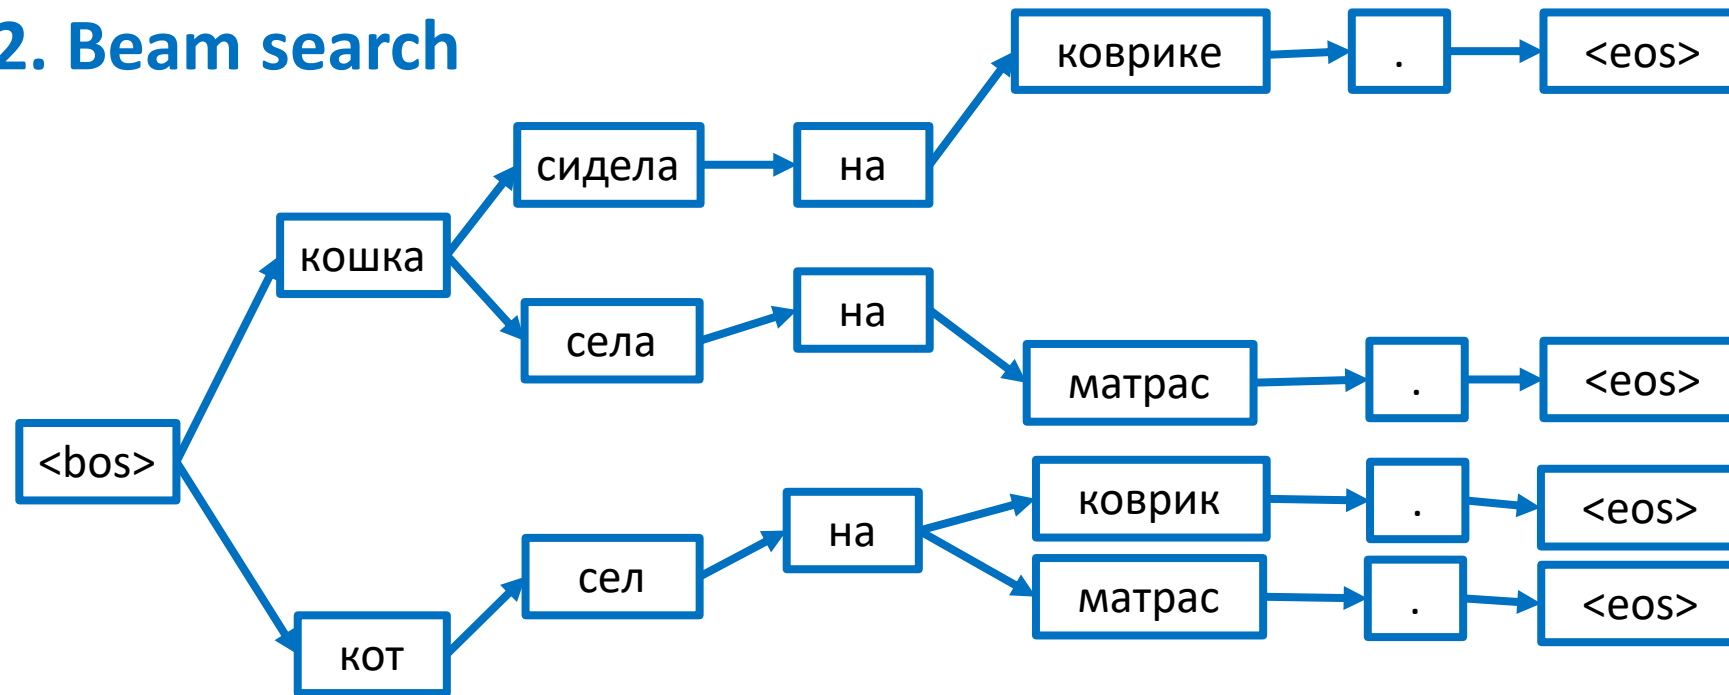 2. Beam search
коврике
.
<eos>
сидела
на
кошка
села
на
матрас
.
<eos>
<bos>
коврик
.
<eos>
сел
на
матрас
.
<eos>
кот